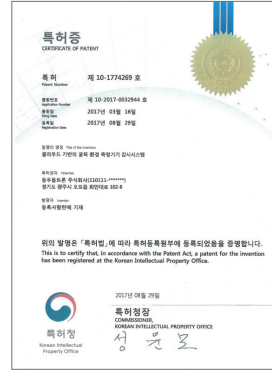 특허증
CERTIFICATE OF PATENT
특 허 제 10-1774269 호
Patent Number
출원번호 제 10-2017-0032944 호
Application Number
출원일 2017년 03월 16일
Filing Date
등록일 2017년 08월 29일
Registration Date
발명의 명칭 Title of the Invention
클라우드 기반의 굴뚝 환경 측정기기 감시시스템
특허권자 Patentee
동우옵트론 주식회사(110111-*******)
경기도 광주시 오포읍 회안대로 102-8
발명자 Inventor
등록사항란에 기재
위의 발명은 「특허법」에 따라 특허등록원부에 등록되었음을 증명합니다.
This is to certify that, in accordance with the Patent Act, a patent for the invention
has been registered at the Korean Intellectual Property Office.
2017년 08월 29일
특허청장
COMMISSIONER,
KOREAN INTELLECTUAL PROPERTY OFFICE
특허청
Korean Intellectual
Property Office